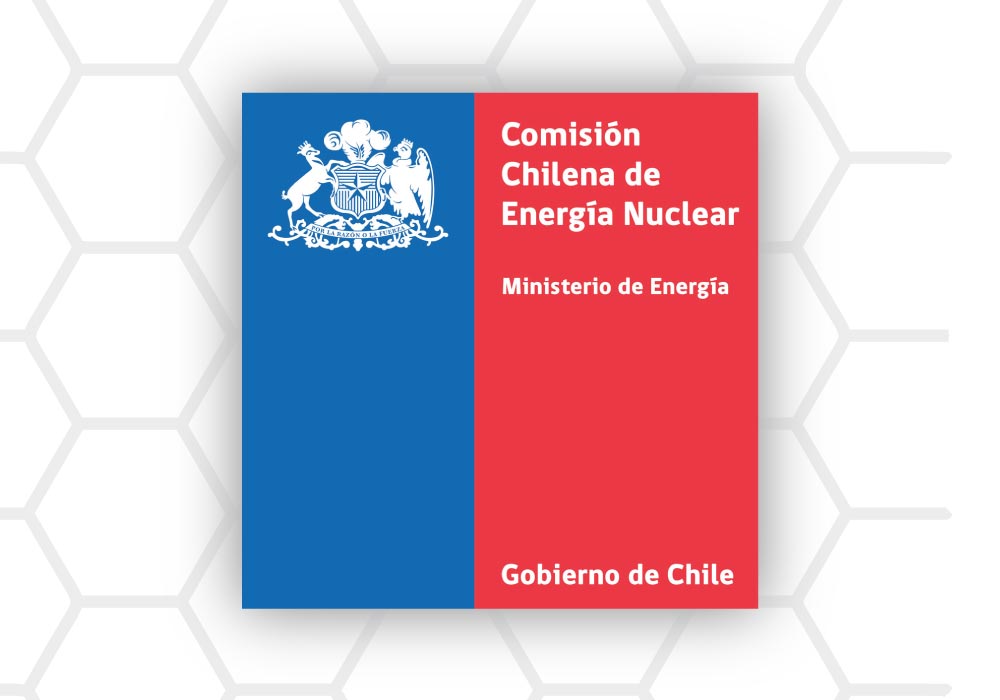 POR LA RAZÓN O LA FUERZA
Comisión
Chilena de
Energía Nuclear
Ministerio de Energía
Gobierno de Chile